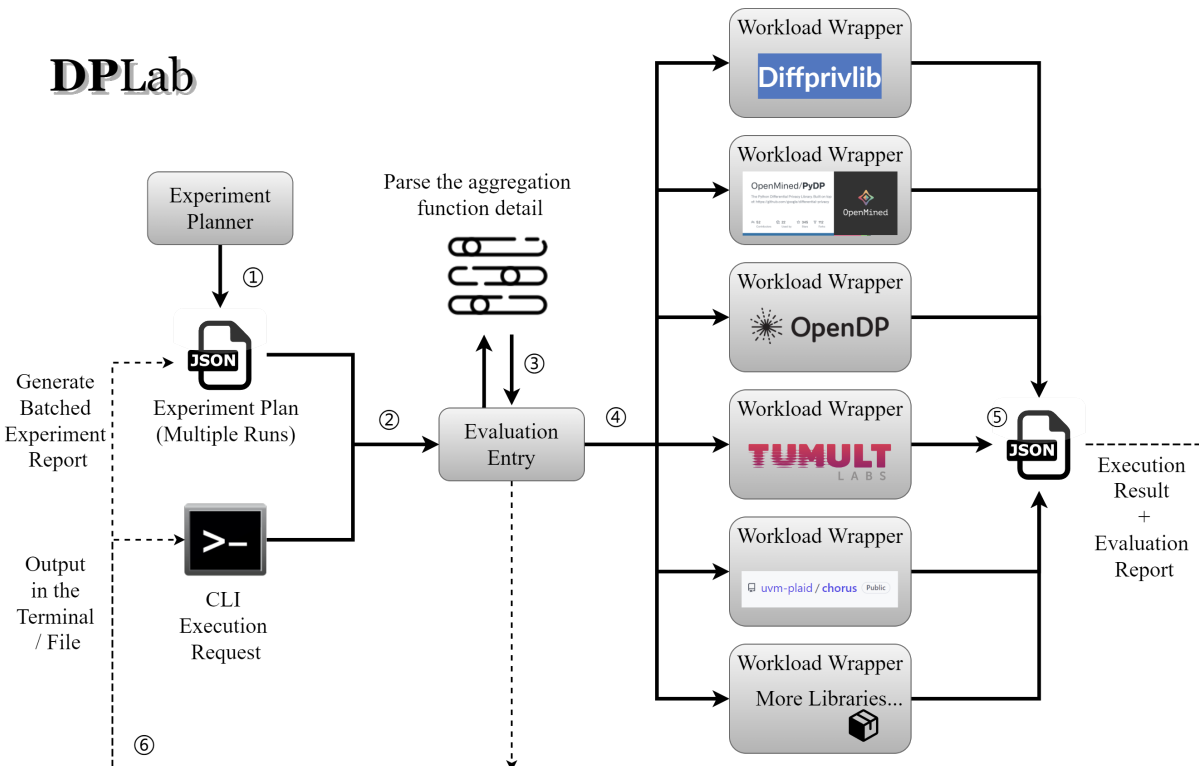 DPLab
Experiment
Planner
①
JSON
Experiment Plan
(Multiple Runs)
Generate
Batched
Experiment
Report
>_
CLI
Execution
Request
Output
in the
Terminal
/ File
⑥
②
Parse the aggregation
function detail
③
Evaluation
Entry
④
Workload Wrapper
Diffprivlib
Workload Wrapper
OpenMined/PyDP
OpenMined
Workload Wrapper
OpenDP
Workload Wrapper
TUMULT
LABS
Workload Wrapper
uvm-plaid / chorus Public
Workload Wrapper
More Libraries...
⑤
JSON
Execution
Result
+
Evaluation
Report